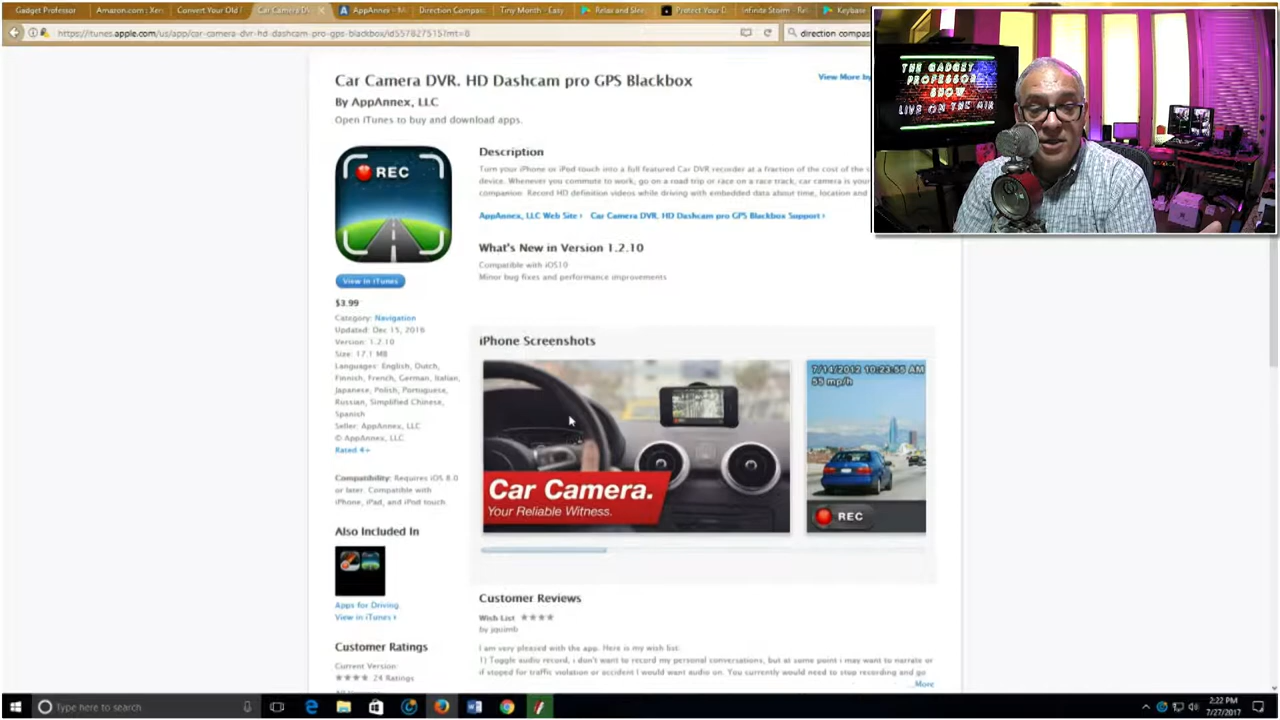 Gadget Professor
Amazon.com : Xen
Convert Your Old
Car Camera D
AppAnnex – M
Direction Compas
Tiny Month – Easy
Relax and Slee
Protect Your D
Infinite Storm – Rel
Keybase
https://itunes.apple.com/us/app/car-camera-dvr-hd-dashcam-pro-gps-blackbox/id557827515?mt=8
direction compas
THE GADGET
PROFESSOR
SHOW
LIVE ON THE AIR
Car Camera DVR. HD Dashcam pro GPS Blackbox
View More by
By AppAnnex, LLC
Open iTunes to buy and download apps.
REC
View in iTunes
$3.99
Category: Navigation
Updated: Dec 15, 2016
Version: 1.2.10
Size: 17.1 MB
Languages: English, Dutch,
Finnish, French, German, Italian,
Japanese, Polish, Portuguese,
Russian, Simplified Chinese,
Spanish
Seller: AppAnnex, LLC
© AppAnnex, LLC
Rated 4+
Compatibility: Requires iOS 8.0
or later. Compatible with
iPhone, iPad, and iPod touch.
Also Included In
Apps for Driving
View in iTunes ›
Customer Ratings
Current Version:
★★★★ 24 Ratings
Description
Turn your iPhone or iPod touch into a full featured Car DVR recorder at a fraction of the cost of the
device. Whenever you commute to work, go on a road trip or race on a race track, car camera is your
companion. Record HD definition videos while driving with embedded data about time, location and
AppAnnex, LLC Web Site › Car Camera DVR. HD Dashcam pro GPS Blackbox Support ›
What's New in Version 1.2.10
Compatible with iOS10
Minor bug fixes and performance improvements
iPhone Screenshots
Car Camera.
Your Reliable Witness.
7/14/2012 10:23:55 AM
55 mp/h
REC
Customer Reviews
Wish List ★★★★
by jquimb
I am very pleased with the app. Here is my wish list:
1) Toggle audio record, i don't want to record my personal conversations, but at some point i may want to narrate or
if stoped for traffic violation or accident I would want audio on. You currently would need to stop recording and go
...More
Type here to search
2:22 PM
7/27/2017